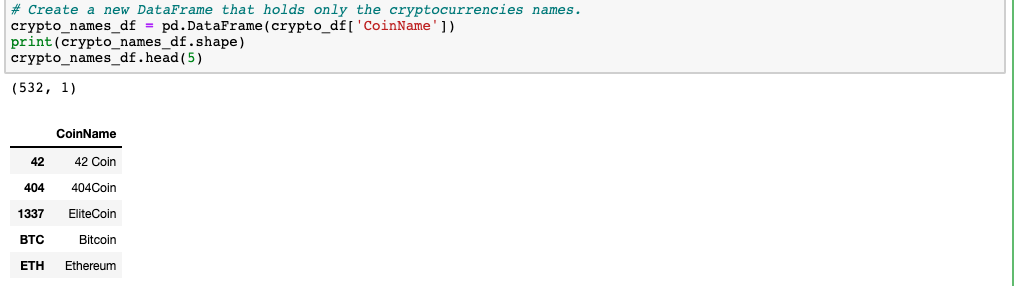 # Create a new DataFrame that holds only the cryptocurrencies names.
crypto_names_df = pd.DataFrame(crypto_df['CoinName'])
print(crypto_names_df.shape)
crypto_names_df.head(5)
(532, 1)
CoinName
42 42 Coin
404 404Coin
1337 EliteCoin
BTC Bitcoin
ETH Ethereum